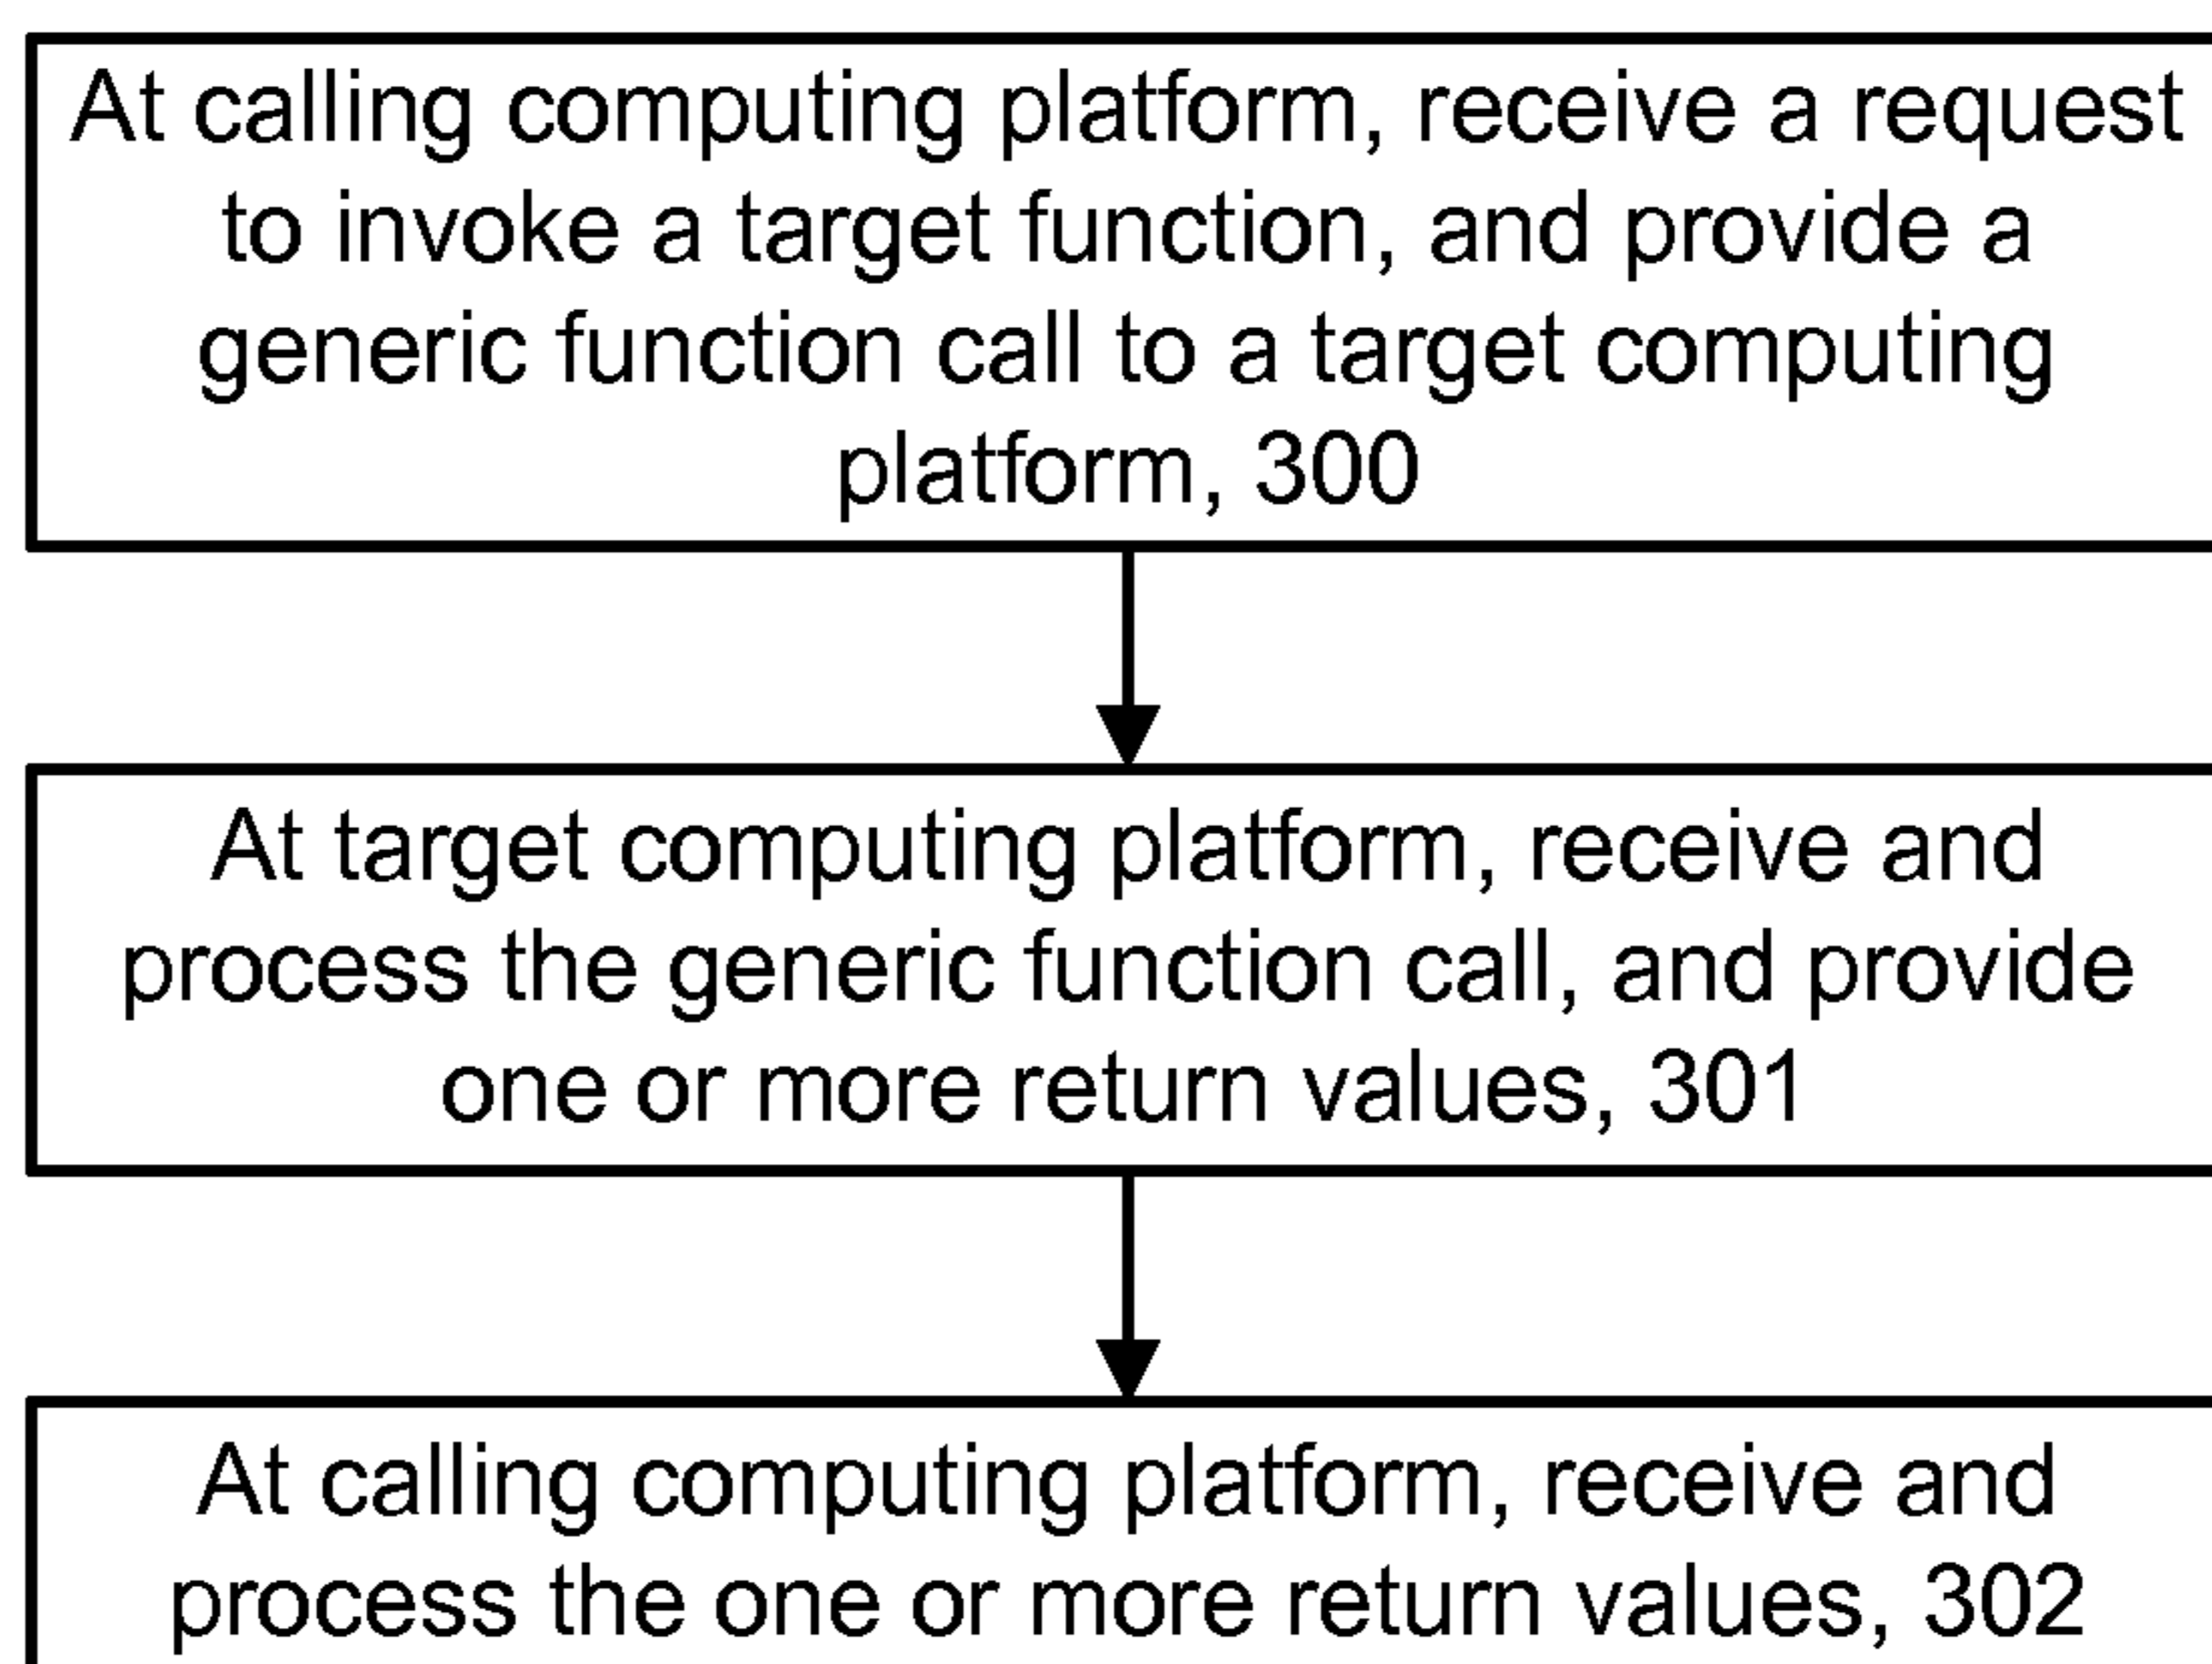 At calling computing platform, receive a request
to invoke a target function, and provide a
generic function call to a target computing
platform, 300
At target computing platform, receive and
process the generic function call, and provide
one or more return values, 301
At calling computing platform, receive and
process the one or more return values, 302